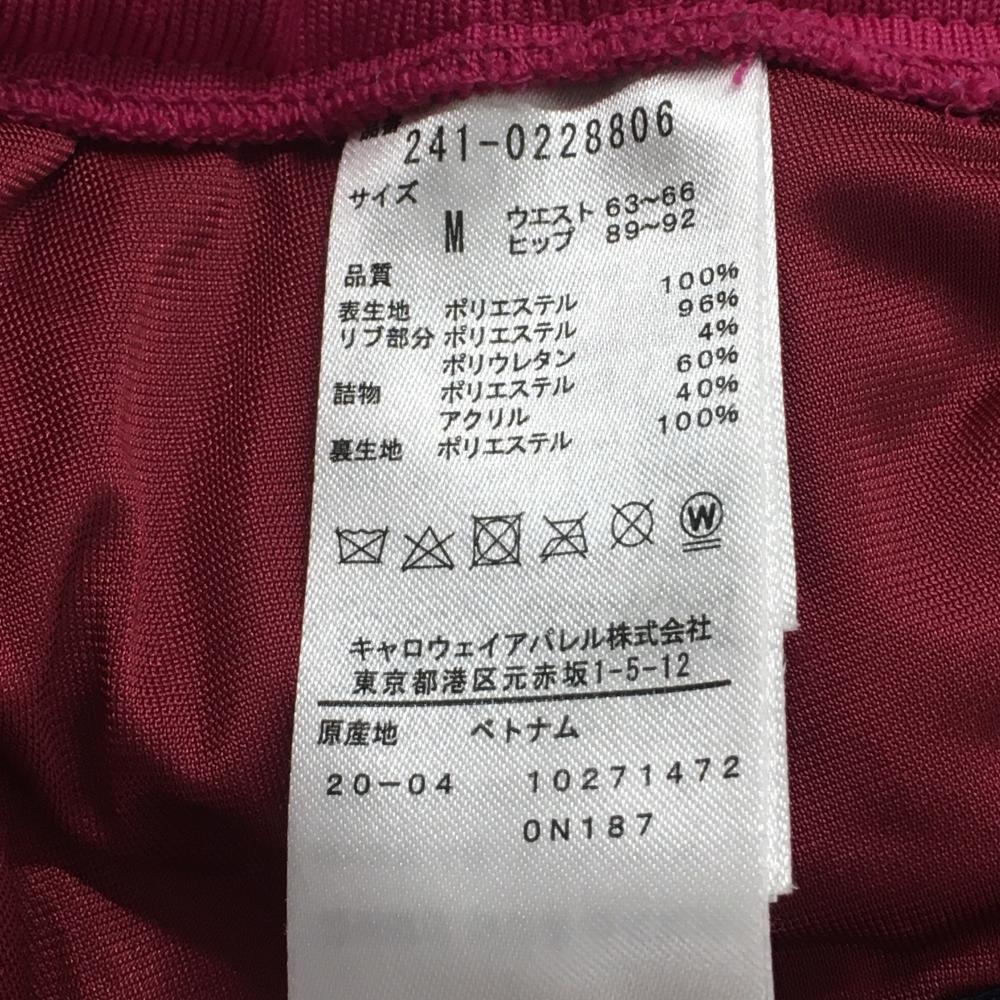 品番 241-0228806
サイズ
M ウエスト 63~66
ヒップ 89~92
品質
表生地 ポリエステル 100%
リブ部分 ポリエステル 96%
ポリウレタン 4%
詰物 ポリエステル 60%
アクリル 40%
裏生地 ポリエステル 100%
W
キャロウェイアパレル株式会社
東京都港区元赤坂1-5-12
原産地 ベトナム
20-04 10271472
0N187